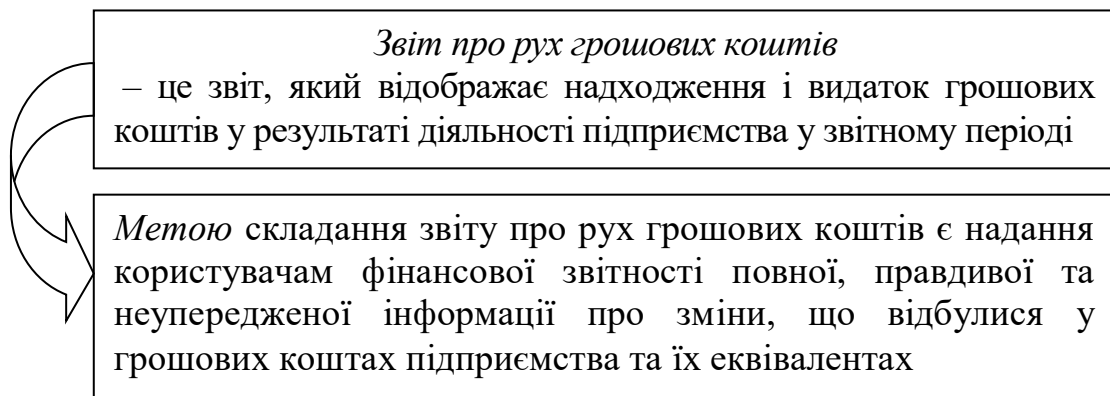 Звіт про рух грошових коштів
– це звіт, який відображає надходження і видаток грошових
коштів у результаті діяльності підприємства у звітному періоді
Метою складання звіту про рух грошових коштів є надання
користувачам фінансової звітності повної, правдивої та
неупередженої інформації про зміни, що відбулися у
грошових коштах підприємства та їх еквівалентах